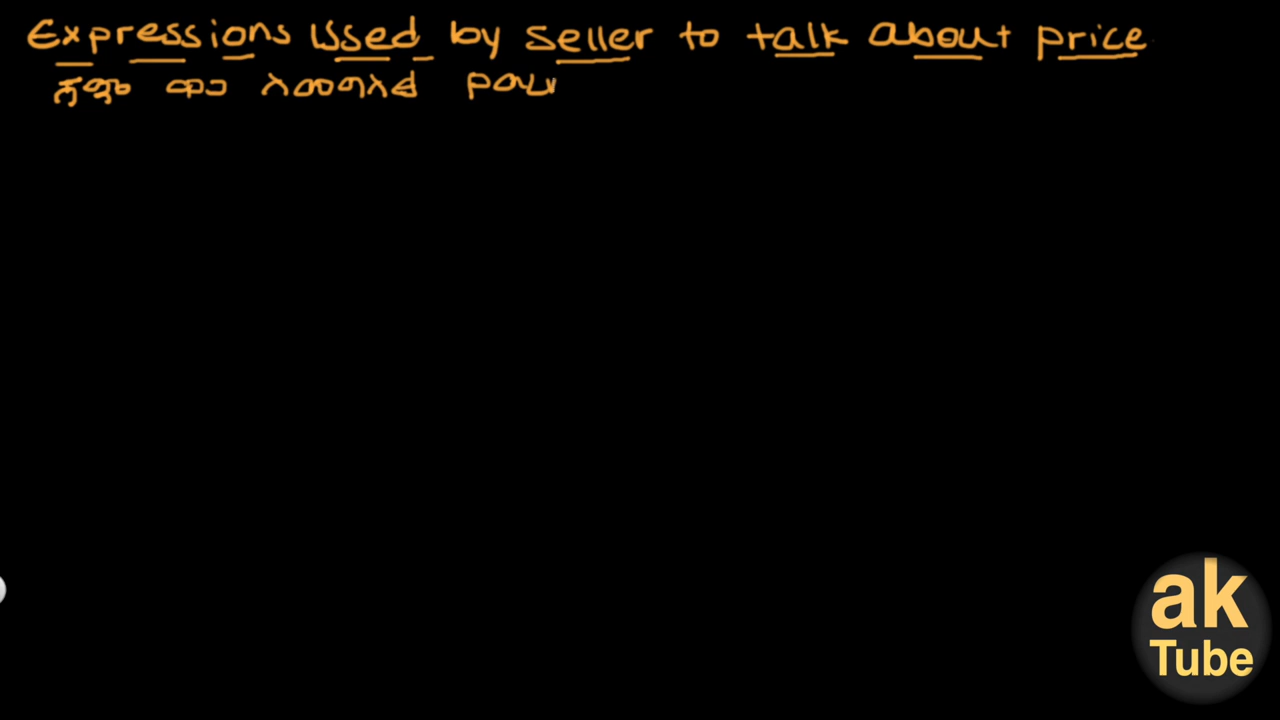 Expressions used by seller to talk about price
ሻጭ ዋጋ ለመግለፅ
ak
Tube